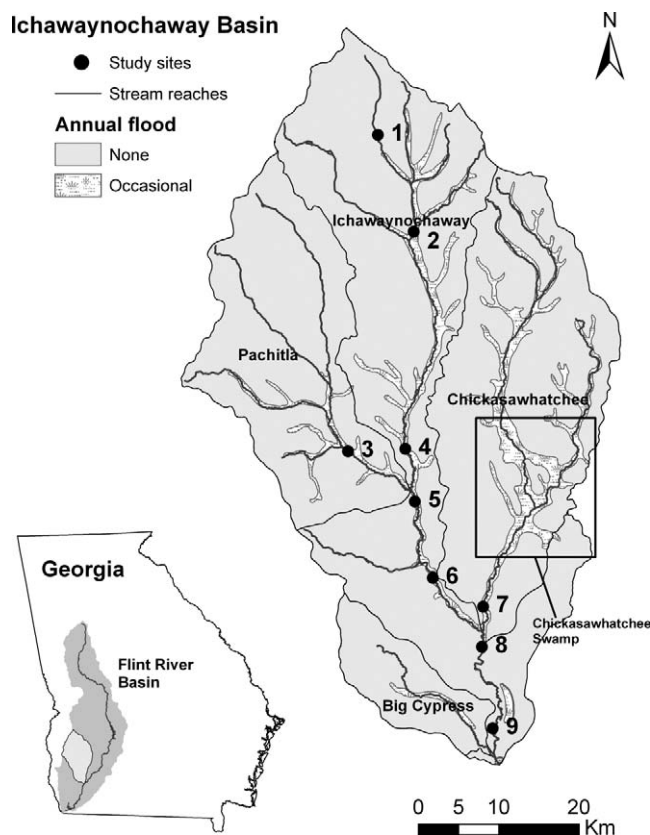 Ichawaynochaway Basin
N
Study sites
Stream reaches
Annual flood
None
Occasional
1
Ichawaynochaway
2
Pachitla
Chickasawhatchee
3
4
5
6
7
Chickasawhatchee
Swamp
8
Big Cypress
9
Georgia
Flint River
Basin
0 5 10 20
Km